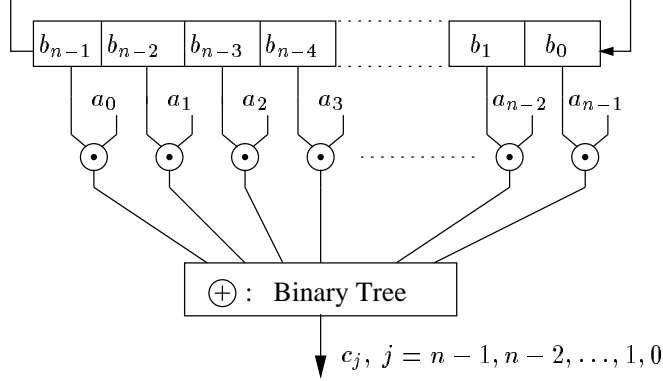 b_{n-1} b_{n-2} b_{n-3} b_{n-4} b_1 b_0
a_0 a_1 a_2 a_3 a_{n-2} a_{n-1}
+ : Binary Tree
c_j, j = n − 1, n − 2, . . . , 1, 0